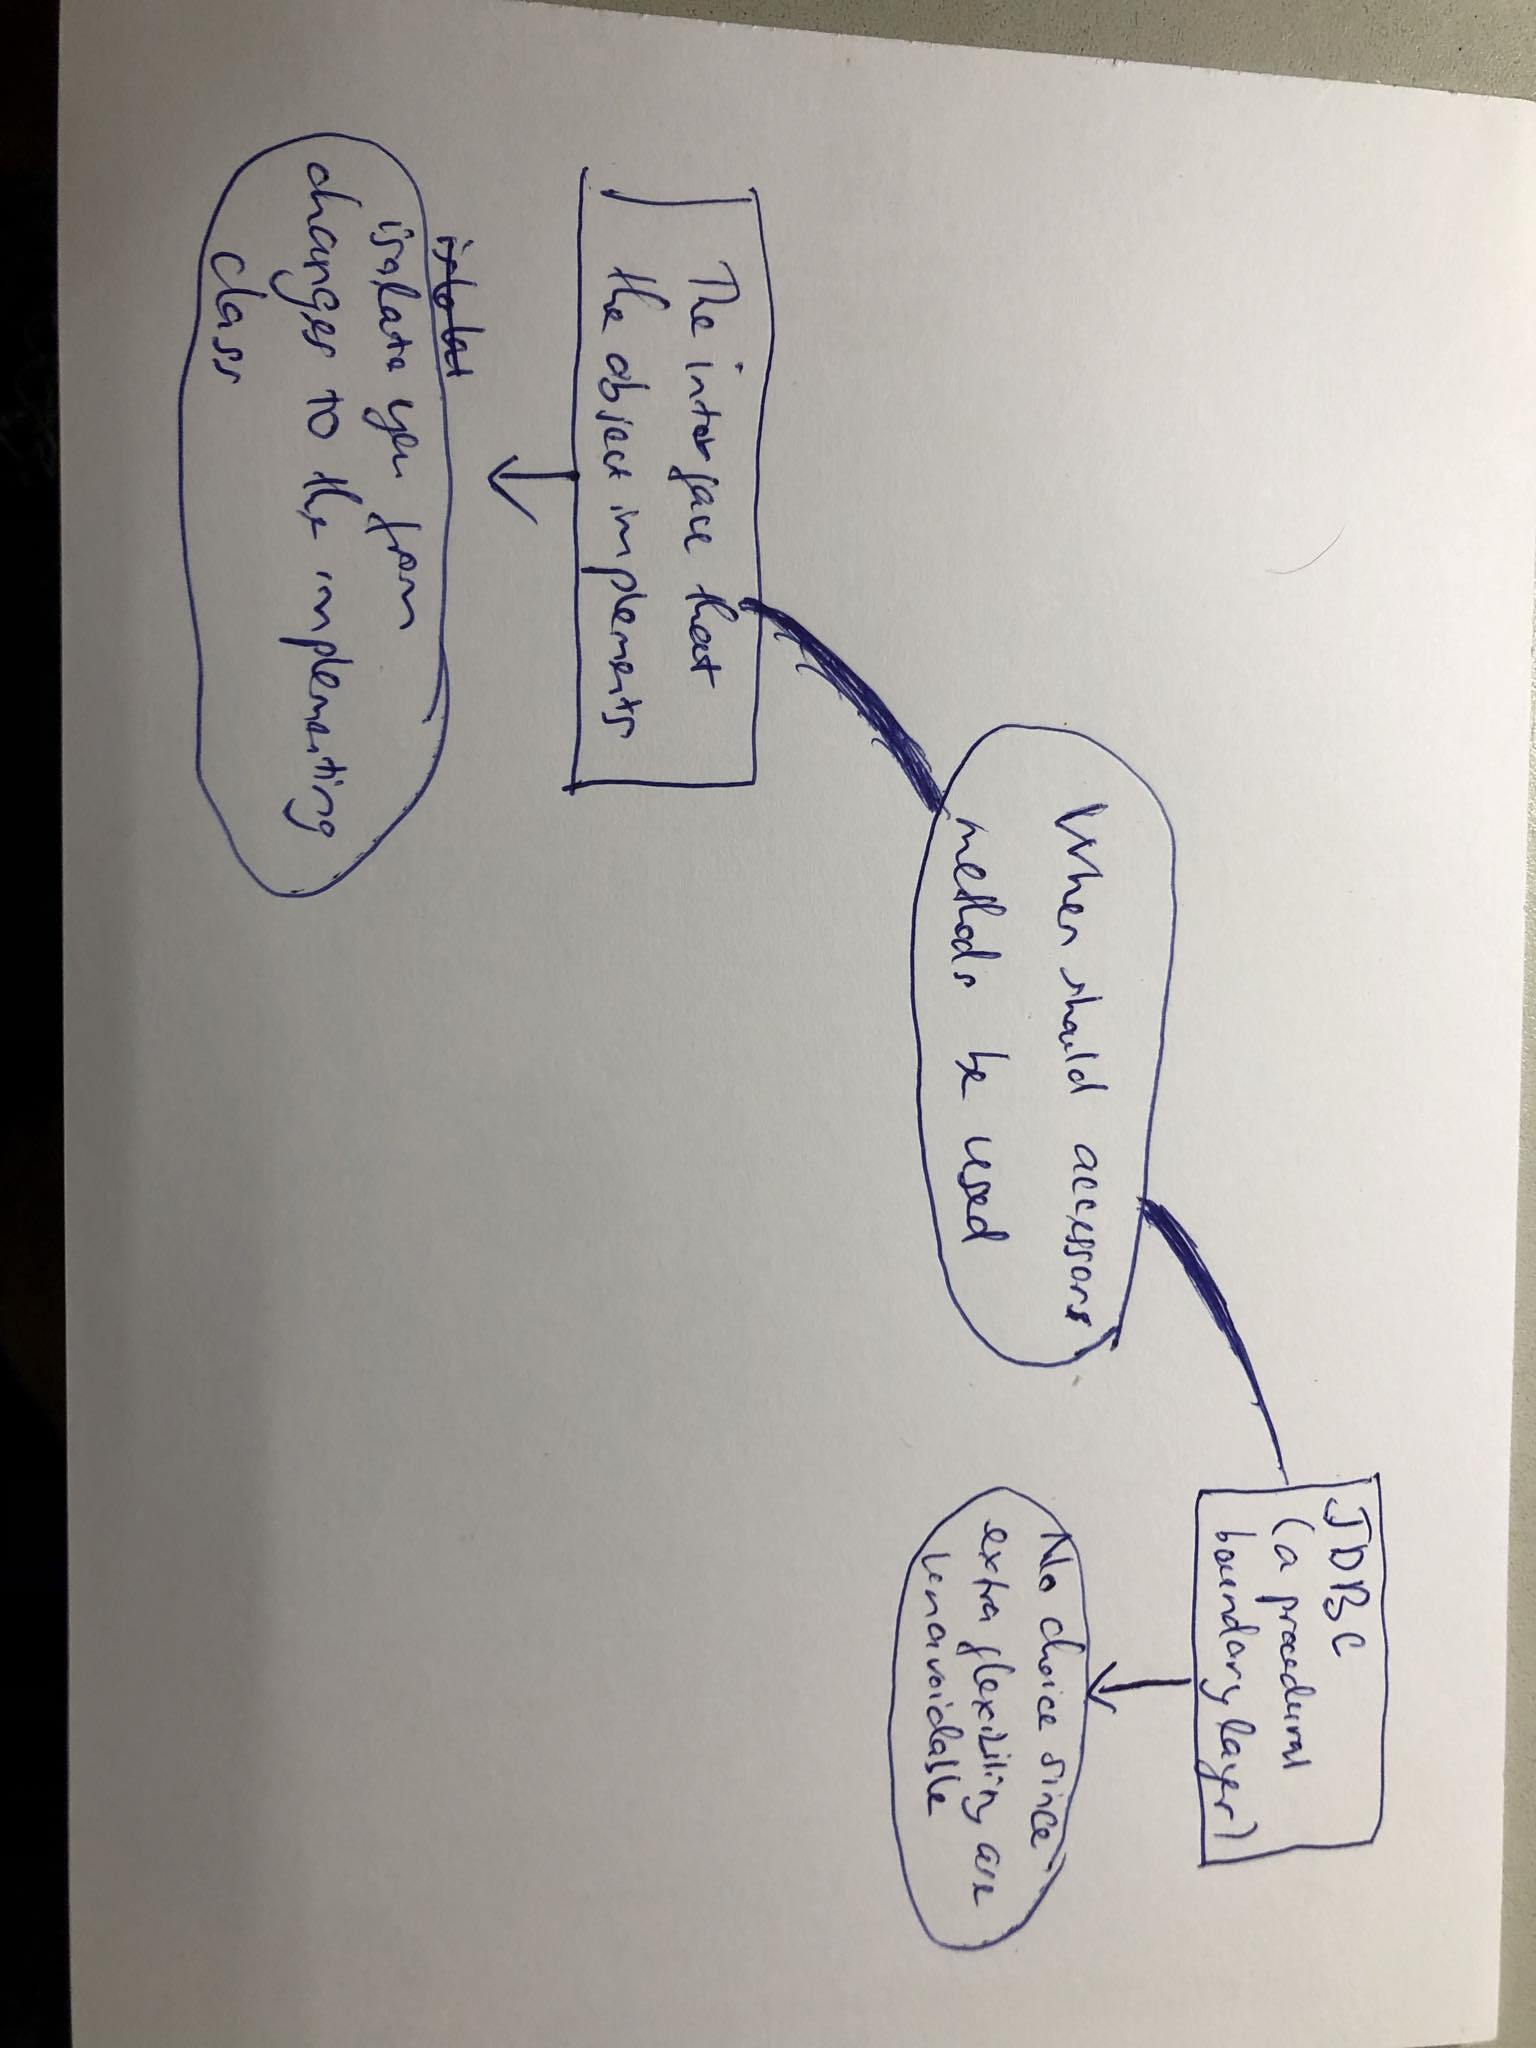 JDBC
(a procedural
boundary layer)
When should accessors
methods be used
No choice since
extra flexibility are
unavoidable
The interface that
the object implements
isolate you from
changes to the implementing
class